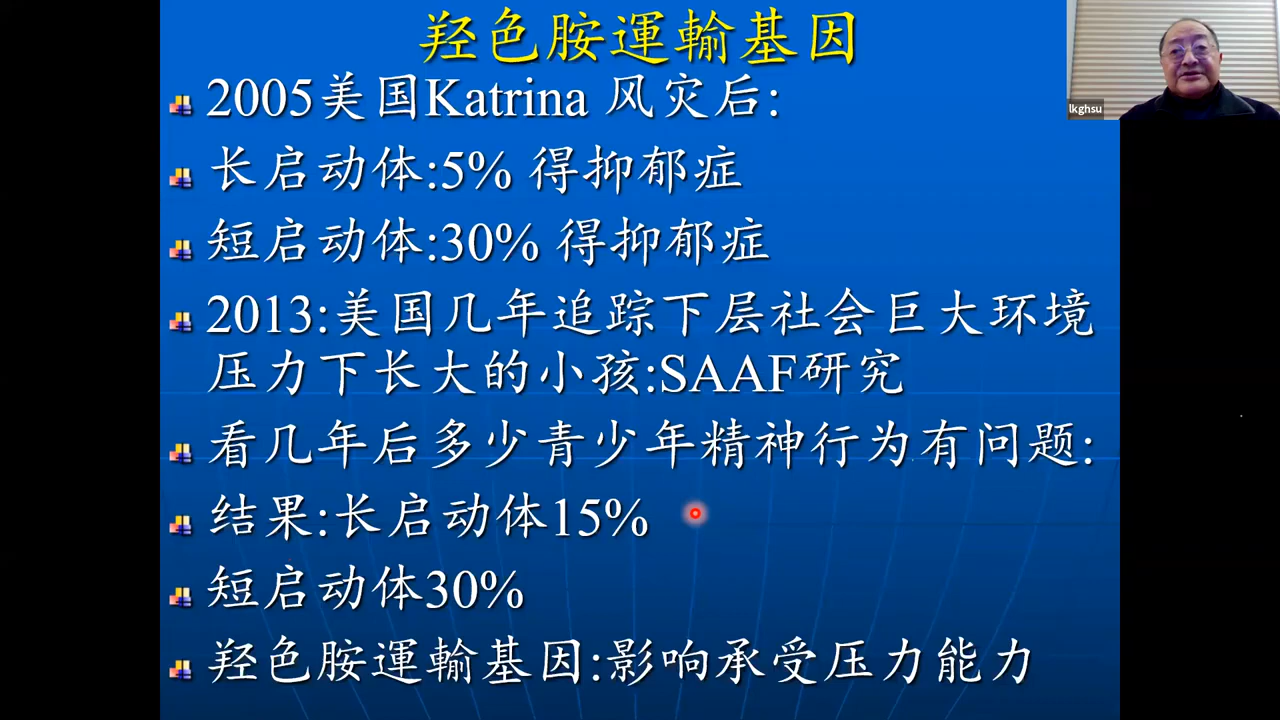 羟色胺運輸基因
2005美国Katrina 风灾后:
长启动体:5% 得抑郁症
短启动体:30% 得抑郁症
2013:美国几年追踪下层社会巨大环境
压力下长大的小孩:SAAF研究
看几年后多少青少年精神行为有问题:
结果:长启动体15%
短启动体30%
羟色胺運輸基因:影响承受压力能力
lkghsu